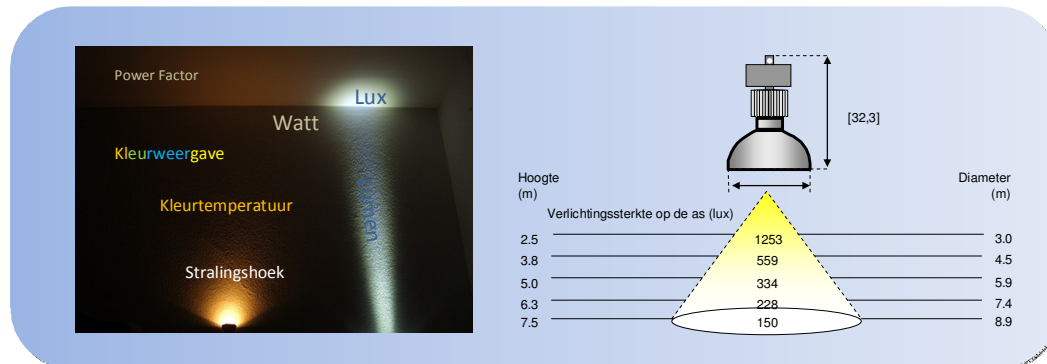 Power Factor
Lux
Watt
Kleurweergave
Lumen
Kleurtemperatuur
Stralingshoek
[32,3]
Hoogte
(m)
Diameter
(m)
Verlichtingssterkte op de as (lux)
2.5 1253 3.0
3.8 559 4.5
5.0 334 5.9
6.3 228 7.4
7.5 150 8.9